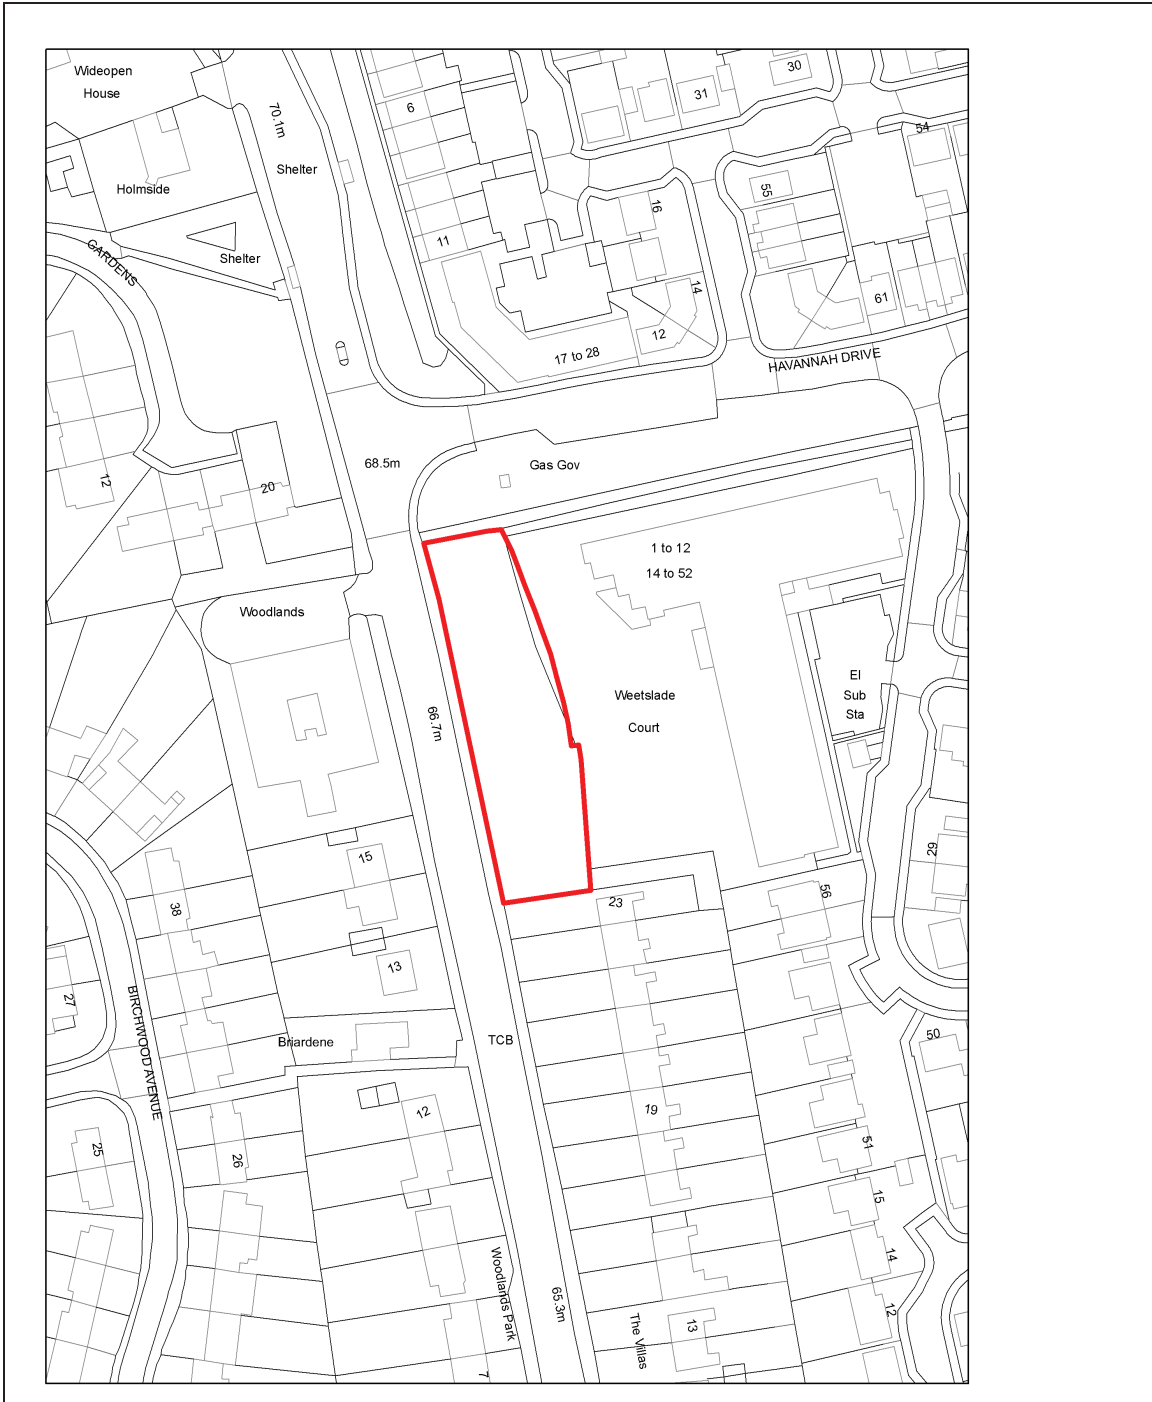 Wideopen
House
70.1m
6
31
30
54
Shelter
Holmside
55
16
GARDENS
Shelter
11
14
61
12
17 to 28
HAVANNAH DRIVE
68.5m
Gas Gov
12
20
1 to 12
14 to 52
Woodlands
El
Sub
Sta
Weetslade
Court
66.7m
15
29
38
23
56
13
27
BIRCHWOOD AVENUE
Briardene
TCB
50
12
19
25
26
51
15
14
Woodlands Park
65.3m
The Villas
13
12
7